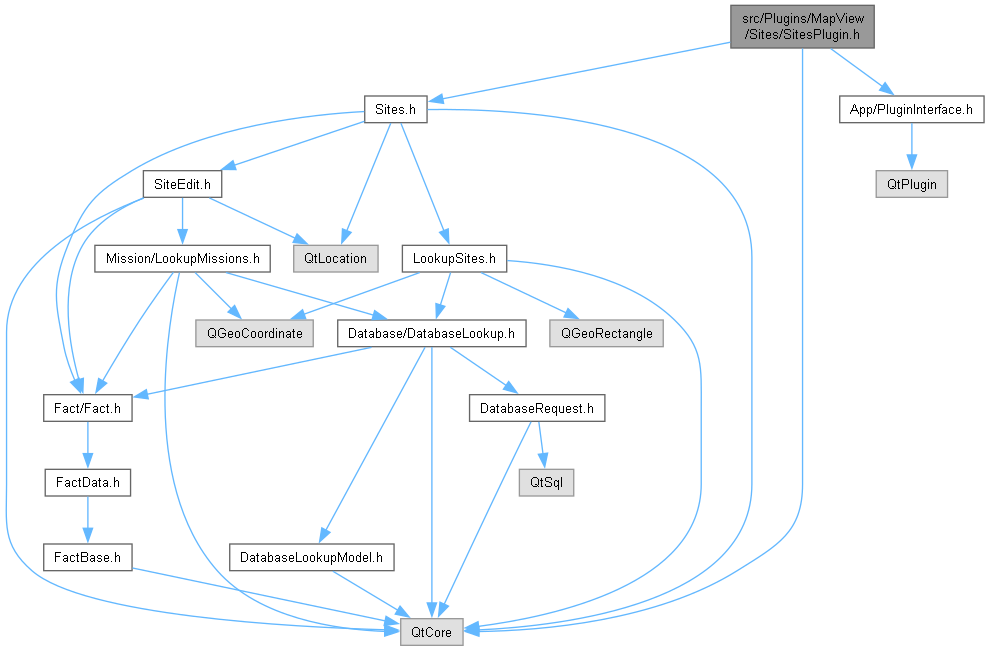 src/Plugins/MapView
/Sites/SitesPlugin.h
Sites.h
App/PluginInterface.h
SiteEdit.h
QtPlugin
Mission/LookupMissions.h
QtLocation
LookupSites.h
QGeoCoordinate
Database/DatabaseLookup.h
QGeoRectangle
Fact/Fact.h
DatabaseRequest.h
FactData.h
QtSql
FactBase.h
DatabaseLookupModel.h
QtCore